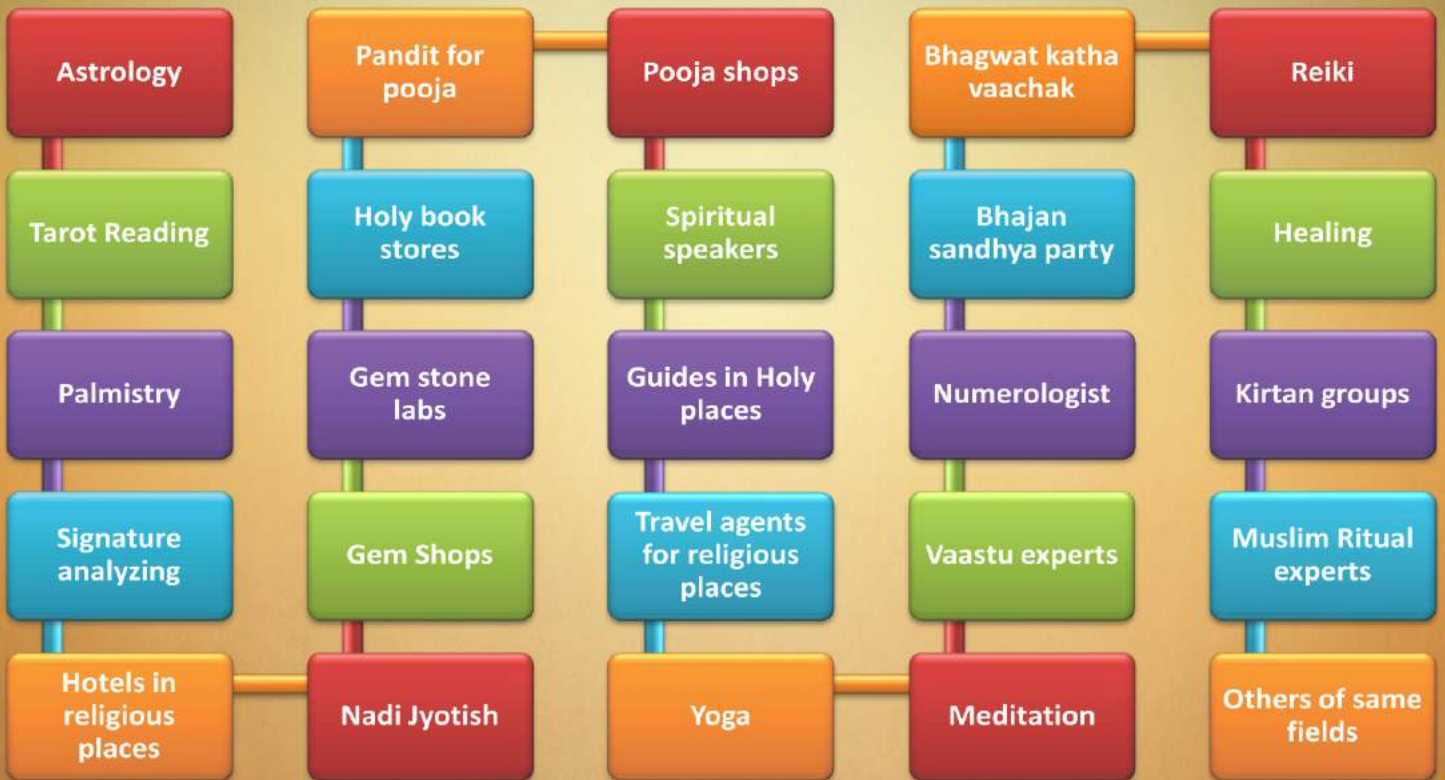 Astrology
Tarot Reading
Palmistry
Signature
analyzing
Hotels in
religious
places
Nadi Jyotish
Gem Shops
Gem stone
labs
Holy book
stores
Pandit for
pooja
Pooja shops
Spiritual
speakers
Guides in Holy
places
Travel agents
for religious
places
Yoga
Meditation
Vaastu experts
Numerologist
Bhajan
sandhya party
Bhagwat katha
vaachak
Reiki
Healing
Kirtan groups
Muslim Ritual
experts
Others of same
fields